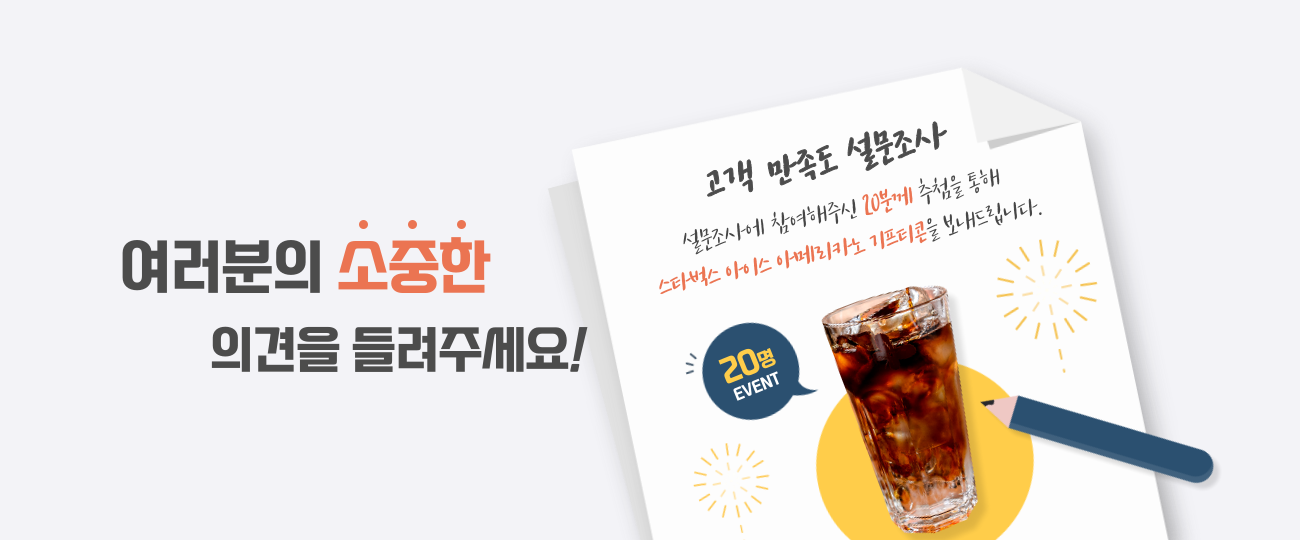 여러분의 소중한
의견을 들려주세요!
고객 만족도 설문조사
설문조사에 참여해주신 20분께 추첨을 통해
스타벅스 아이스 아메리카노 기프티콘을 보내드립니다.
20명
EVENT